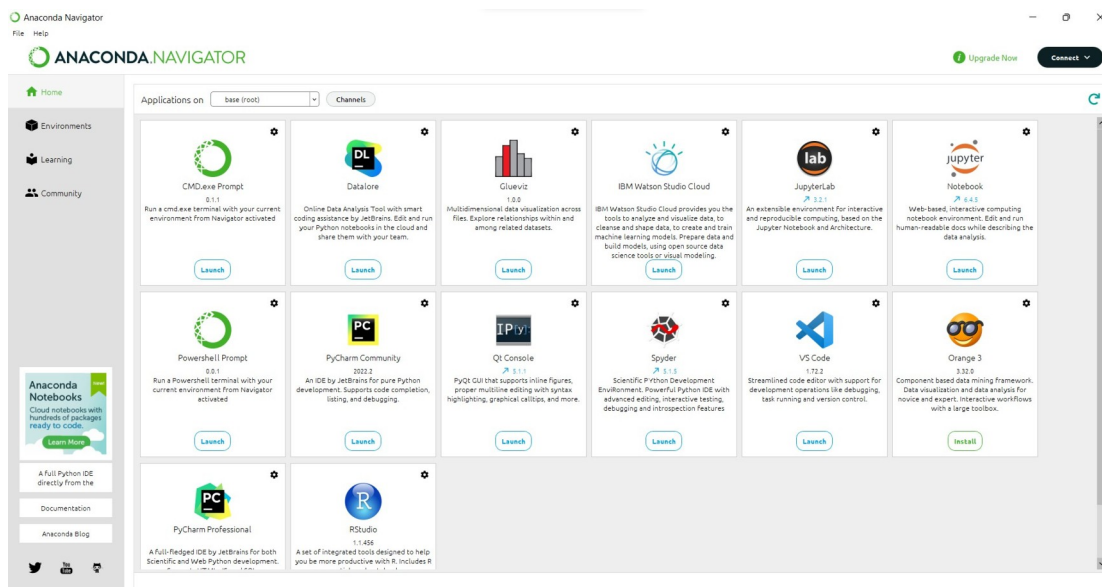 Anaconda Navigator
File Help
ANACONDA.NAVIGATOR
Upgrade Now
Connect
Home
Environments
Learning
Community
Applications on
base (root)
Channels
CMD.exe Prompt
0.1.1
Run a cmd.exe terminal with your current
environment from Navigator activated
Launch
DL
Datalore
Online Data Analysis Tool with smart
coding assistance by JetBrains. Edit and run
your Python notebooks in the cloud and
share them with your team.
Launch
Glueviz
1.0.0
Multidimensional data visualization across
files. Explore relationships within and
among related datasets.
Launch
IBM Watson Studio Cloud
IBM Watson Studio Cloud provides you the
tools to analyze and visualize data, to
cleanse and shape data, to create and train
machine learning models. Prepare data and
build models, using open source data
science tools or visual modeling.
Launch
lab
JupyterLab
3.2.1
An extensible environment for interactive
and reproducible computing, based on the
Jupyter Notebook and Architecture.
Launch
jupyter
Notebook
6.4.5
Web-based, interactive computing
notebook environment. Edit and run
human-readable docs while describing the
data analysis.
Launch
Powershell Prompt
0.0.1
Run a Powershell terminal with your
current environment from Navigator
activated
Launch
PC
PyCharm Community
2022.2
An IDE by JetBrains for pure Python
development. Supports code completion,
listing, and debugging.
Launch
IP[y]:
Qt Console
5.1.1
PyQt GUI that supports inline figures,
proper multiline editing with syntax
highlighting, graphical calltips, and more.
Launch
Spyder
5.1.5
Scientific PYthon Development
EnviRonment. Powerful Python IDE with
advanced editing, interactive testing,
debugging and introspection features
Launch
VS Code
1.72.2
Streamlined code editor with support for
development operations like debugging,
task running and version control.
Launch
Orange 3
3.32.0
Component based data mining framework.
Data visualization and data analysis for
novice and expert. Interactive workflows
with a large toolbox.
Install
PC
PyCharm Professional
A full-fledged IDE by JetBrains for both
Scientific and Web Python development.
R
RStudio
1.1.456
A set of integrated tools designed to help
you be more productive with R. Includes R
Anaconda
Notebooks
Cloud notebooks with
hundreds of packages
ready to code.
Learn More
A full Python IDE
directly from the
Documentation
Anaconda Blog
You
Tube